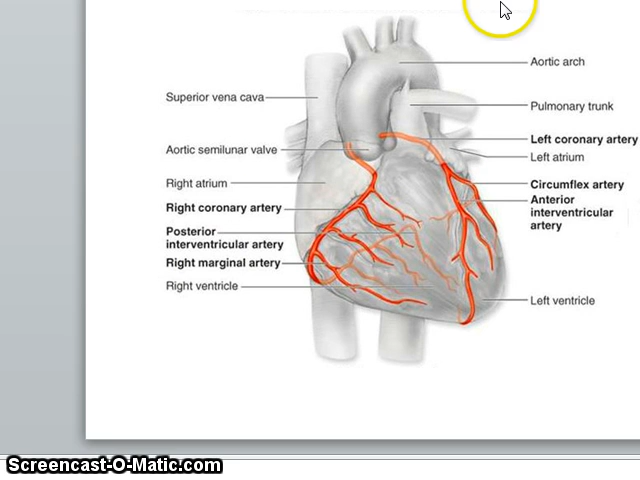 Aortic arch
Superior vena cava
Pulmonary trunk
Left coronary artery
Aortic semilunar valve
Left atrium
Right atrium
Circumflex artery
Right coronary artery
Anterior
interventricular
artery
Posterior
interventricular artery
Right marginal artery
Right ventricle
Left ventricle
Screencast-O-Matic.com